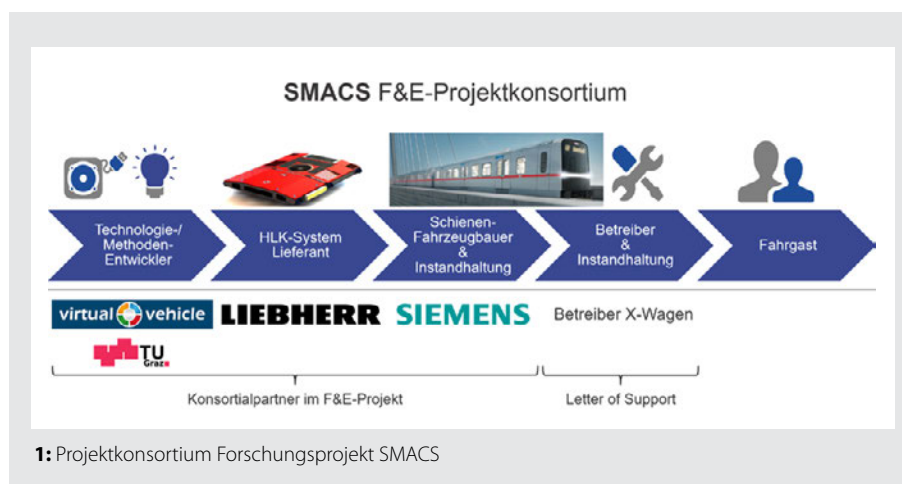 SMACS F&E-Projektkonsortium
Technologie-/
Methoden-
Entwickler
HLK-System
Lieferant
Schienen-
Fahrzeugbauer
&
Instandhaltung
Betreiber
&
Instandhaltung
Fahrgast
virtual vehicle
TU
Graz
LIEBHERR
SIEMENS
Betreiber X-Wagen
Konsortialpartner im F&E-Projekt
Letter of Support
1: Projektkonsortium Forschungsprojekt SMACS